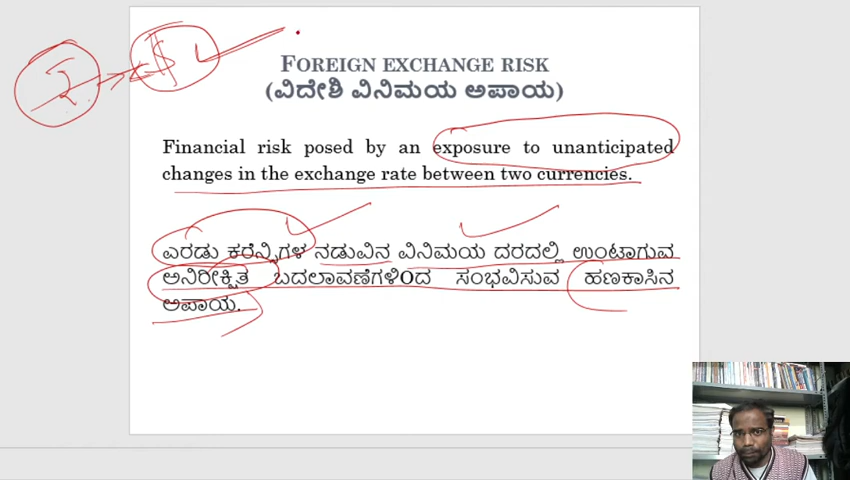 ₹ $
FOREIGN EXCHANGE RISK
(ವಿದೇಶಿ ವಿನಿಮಯ ಅಪಾಯ)
Financial risk posed by an exposure to unanticipated
changes in the exchange rate between two currencies.
ಎರಡು ಕರೆನ್ಸಿಗಳ ನಡುವಿನ ವಿನಿಮಯ ದರದಲ್ಲಿ ಉಂಟಾಗುವ
ಅನಿರೀಕ್ಷಿತ ಬದಲಾವಣೆಗಳಿ0ದ ಸಂಭವಿಸುವ ಹಣಕಾಸಿನ
ಅಪಾಯ.